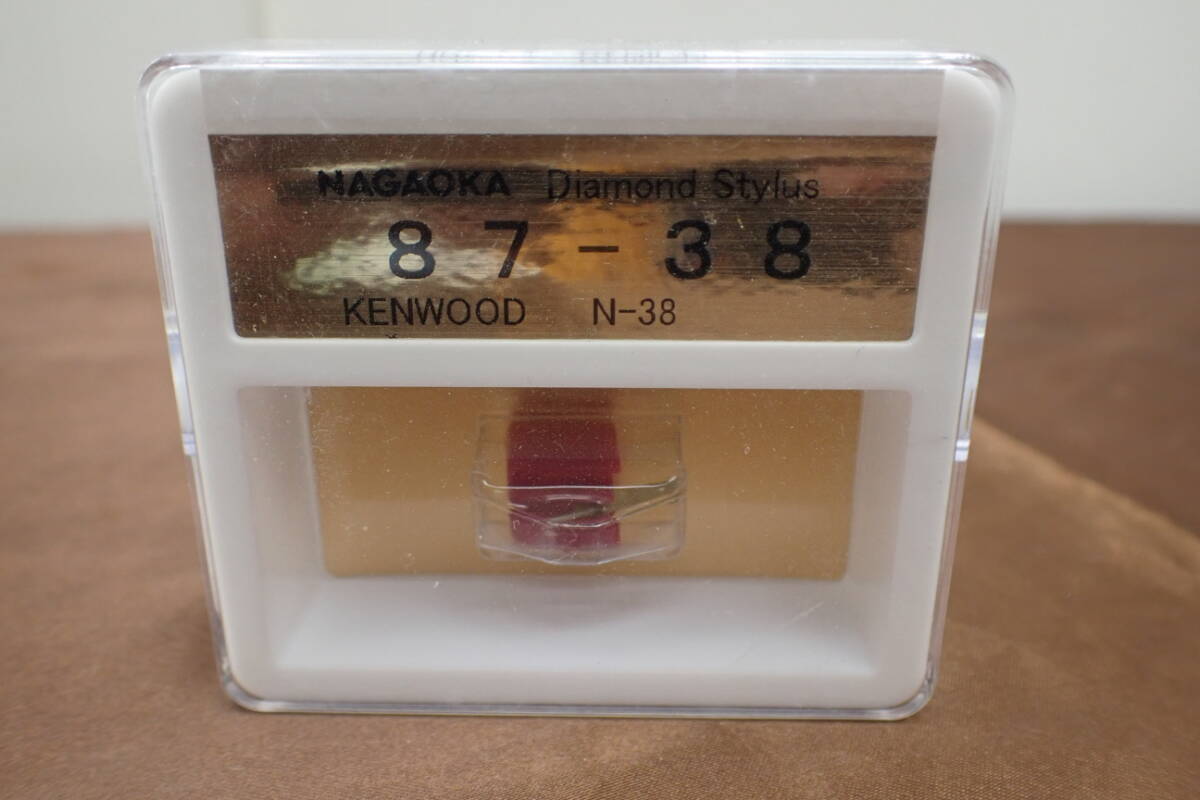 NAGAOKA Diamond Stylus
87-38
KENWOOD N-38